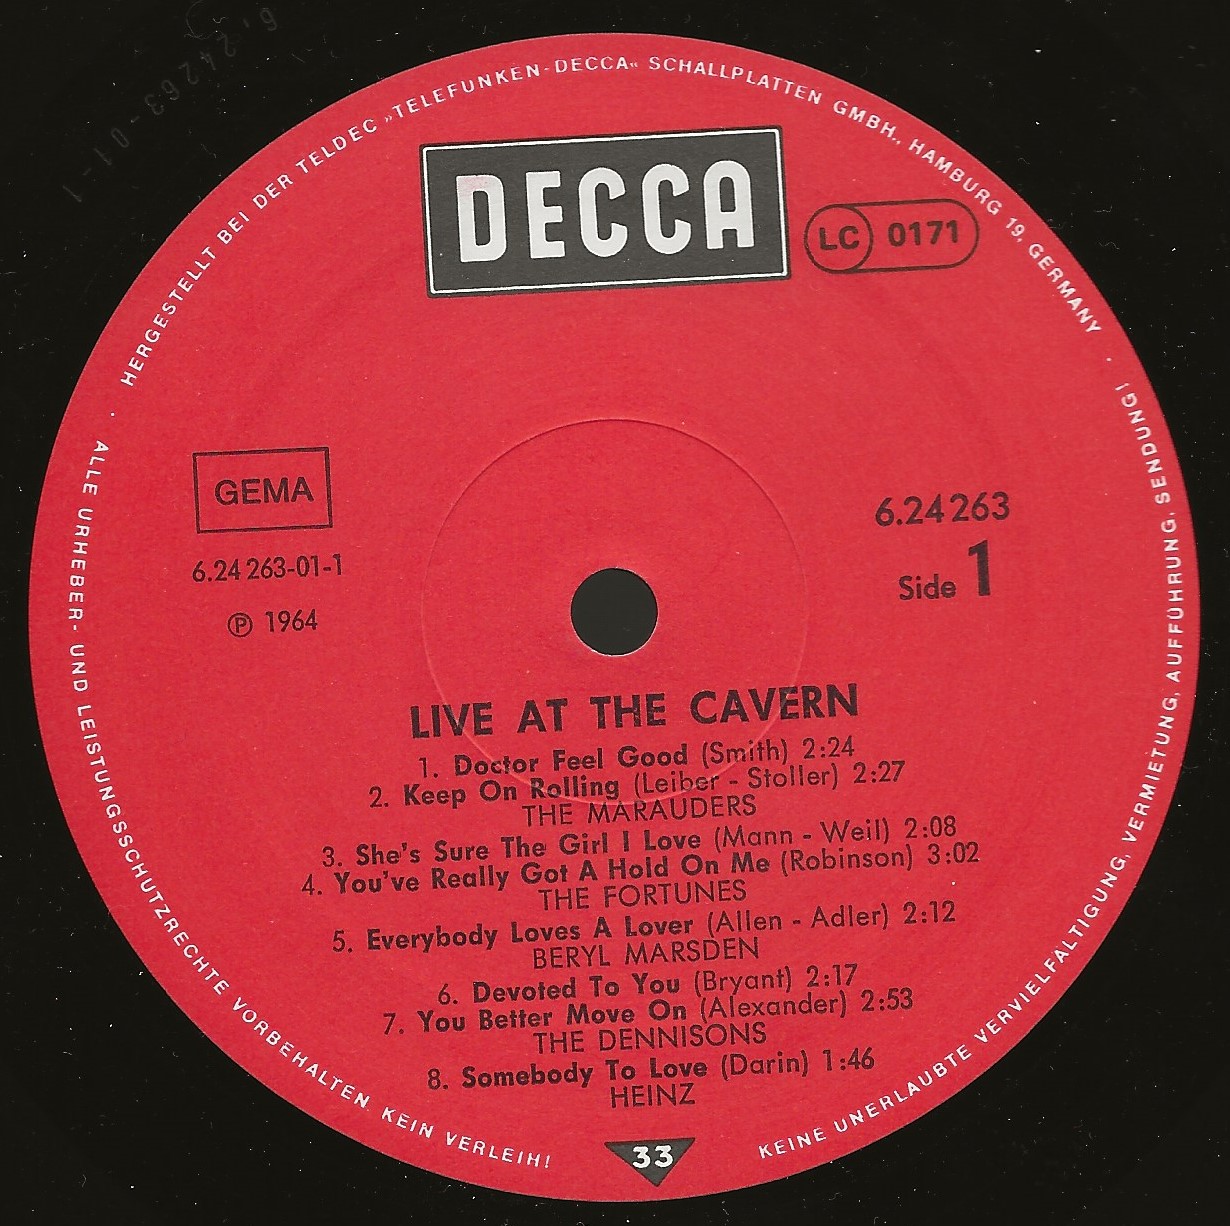 HERGESTELLT BEI DER TELDEC »TELEFUNKEN-DECCA« SCHALLPLATTEN GMBH., HAMBURG 19, GERMANY ·
DECCA
LC 0171
GEMA
6.24 263-01-1
℗ 1964
6.24263
Side 1
LIVE AT THE CAVERN
1. Doctor Feel Good (Smith) 2:24
2. Keep On Rolling (Leiber - Stoller) 2:27
THE MARAUDERS
3. She's Sure The Girl I Love (Mann - Weil) 2:08
4. You've Really Got A Hold On Me (Robinson) 3:02
THE FORTUNES
5. Everybody Loves A Lover (Allen - Adler) 2:12
BERYL MARSDEN
6. Devoted To You (Bryant) 2:17
7. You Better Move On (Alexander) 2:53
THE DENNISONS
8. Somebody To Love (Darin) 1:46
HEINZ
33
· ALLE URHEBER- UND LEISTUNGSSCHUTZRECHTE VORBEHALTEN. KEIN VERLEIH!
KEINE UNERLAUBTE VERVIELFÄLTIGUNG, VERMIETUNG, AUFFÜHRUNG, SENDUNG!
6.24263-01-1